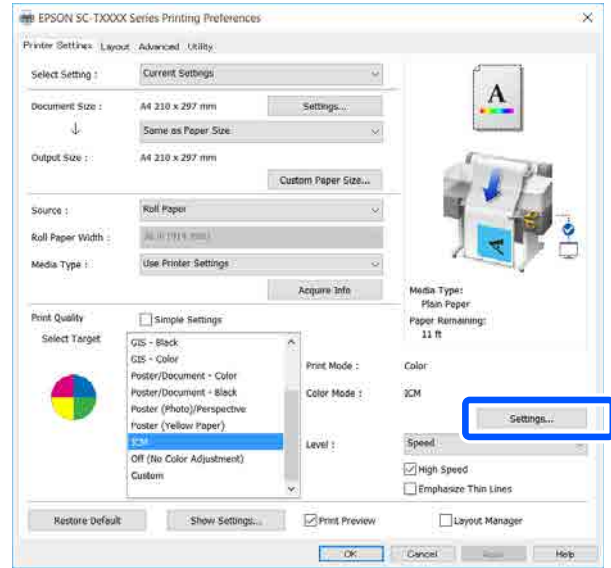 EPSON SC-TXXXX Series Printing Preferences
Printer Settings Layout Advanced Utility
Select Setting : Current Settings
Document Size : A4 210 x 297 mm Settings...
Same as Paper Size
Output Size : A4 210 x 297 mm
Custom Paper Size...
Source : Roll Paper
Roll Paper Width :
Media Type : Use Printer Settings
Acquire Info
A
Media Type:
Plain Paper
Paper Remaining:
11 ft
Print Quality Simple Settings
Select Target
GIS - Black
GIS - Color
Poster/Document - Color
Poster/Document - Black
Poster (Photo)/Perspective
Poster (Yellow Paper)
ICM
Off (No Color Adjustment)
Custom
Print Mode : Color
Color Mode : ICM
Settings...
Level : Speed
High Speed
Emphasize Thin Lines
Restore Default Show Settings... Print Preview Layout Manager
OK Cancel Apply Help